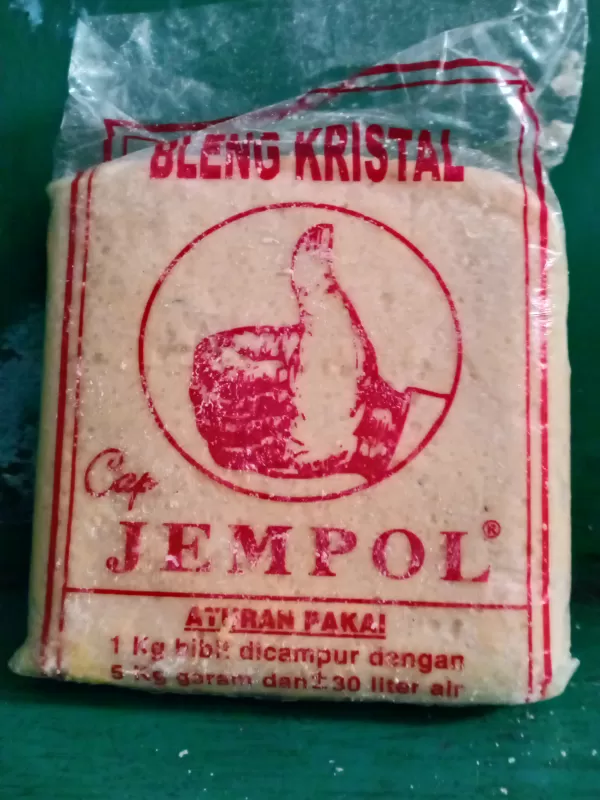 BLENG KRISTAL
Cap
JEMPOL®
ATURAN PAKAI
1 Kg bibit dicampur dengan
5 Kg garam dan ± 30 liter air